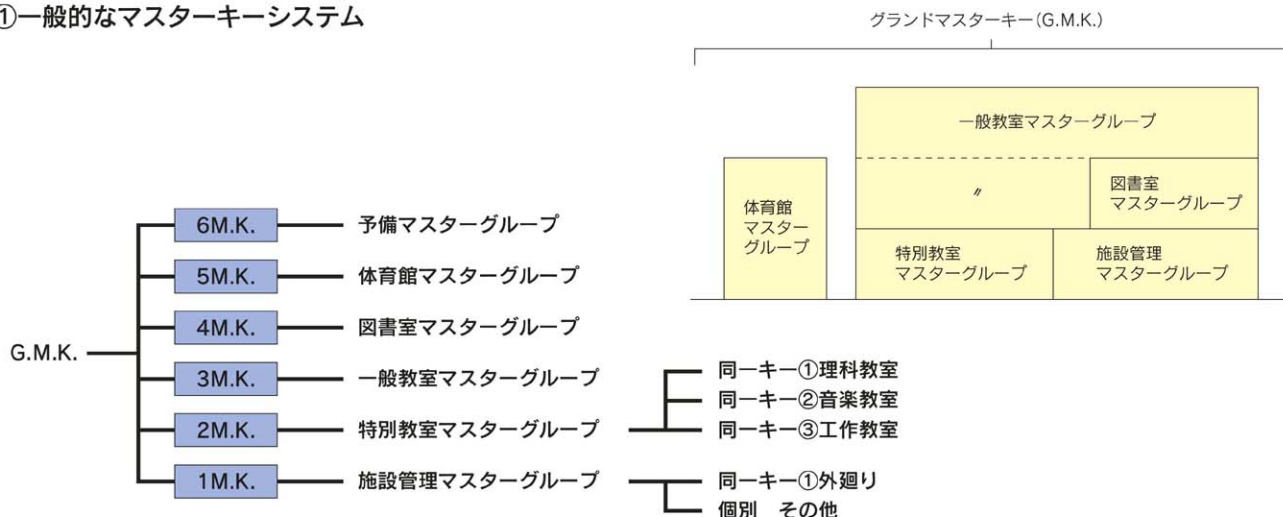 ①一般的なマスターキーシステム
グランドマスターキー(G.M.K.)
一般教室マスターグループ
〃
図書室
マスターグループ
体育館
マスター
グループ
特別教室
マスターグループ
施設管理
マスターグループ
G.M.K.
6M.K. 予備マスターグループ
5M.K. 体育館マスターグループ
4M.K. 図書室マスターグループ
3M.K. 一般教室マスターグループ
2M.K. 特別教室マスターグループ
同一キー①理科教室
同一キー②音楽教室
同一キー③工作教室
1M.K. 施設管理マスターグループ
同一キー①外廻り
個別 その他